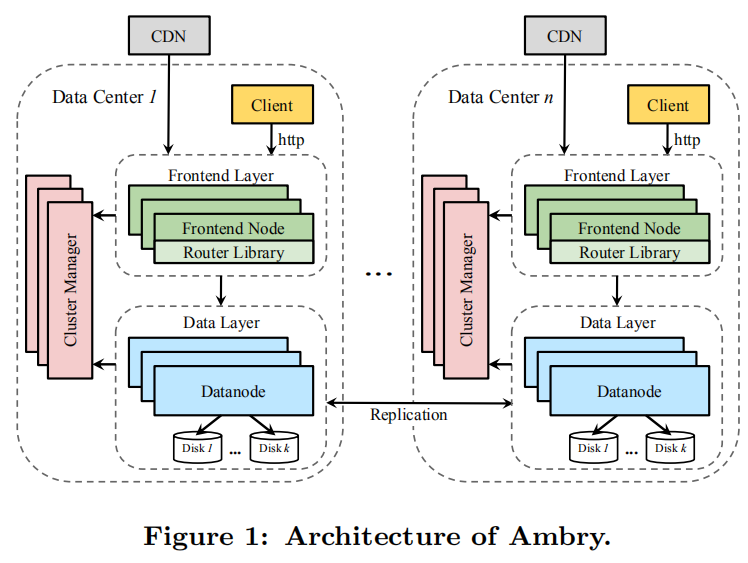 CDN
CDN
Data Center 1
Client
http
Data Center n
Client
http
Frontend Layer
Frontend Node
Router Library
Cluster Manager
...
Frontend Layer
Frontend Node
Router Library
Cluster Manager
Data Layer
Datanode
Disk 1
...
Disk k
Replication
Data Layer
Datanode
Disk 1
...
Disk k
Figure 1: Architecture of Ambry.